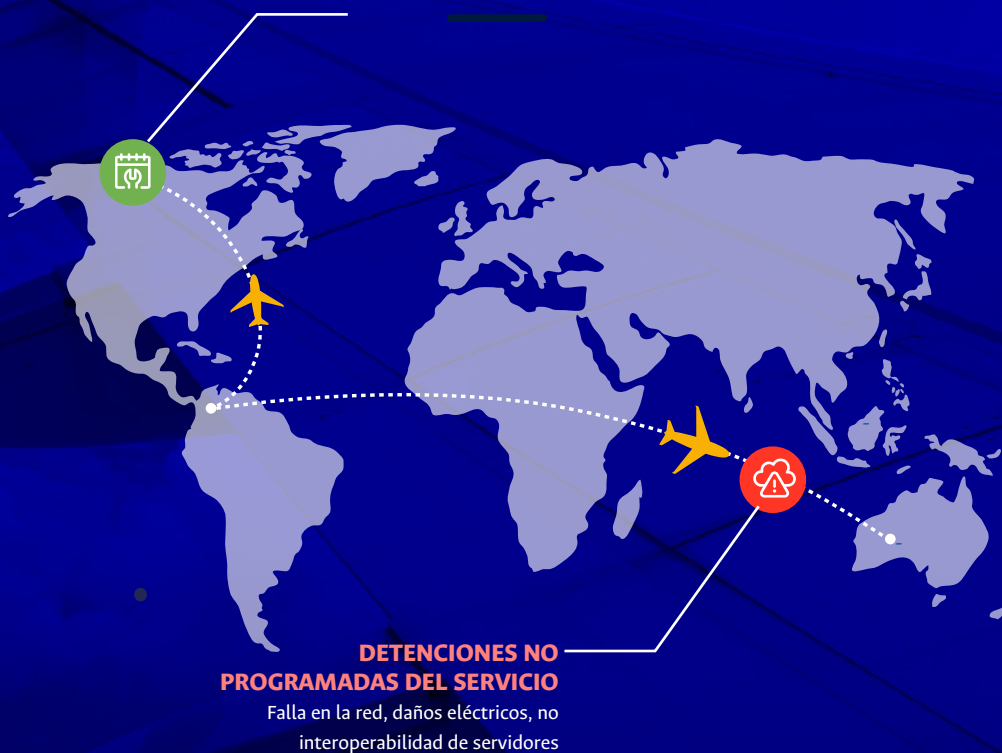 DETENCIONES NO
PROGRAMADAS DEL SERVICIO
Falla en la red, daños eléctricos, no
interoperabilidad de servidores